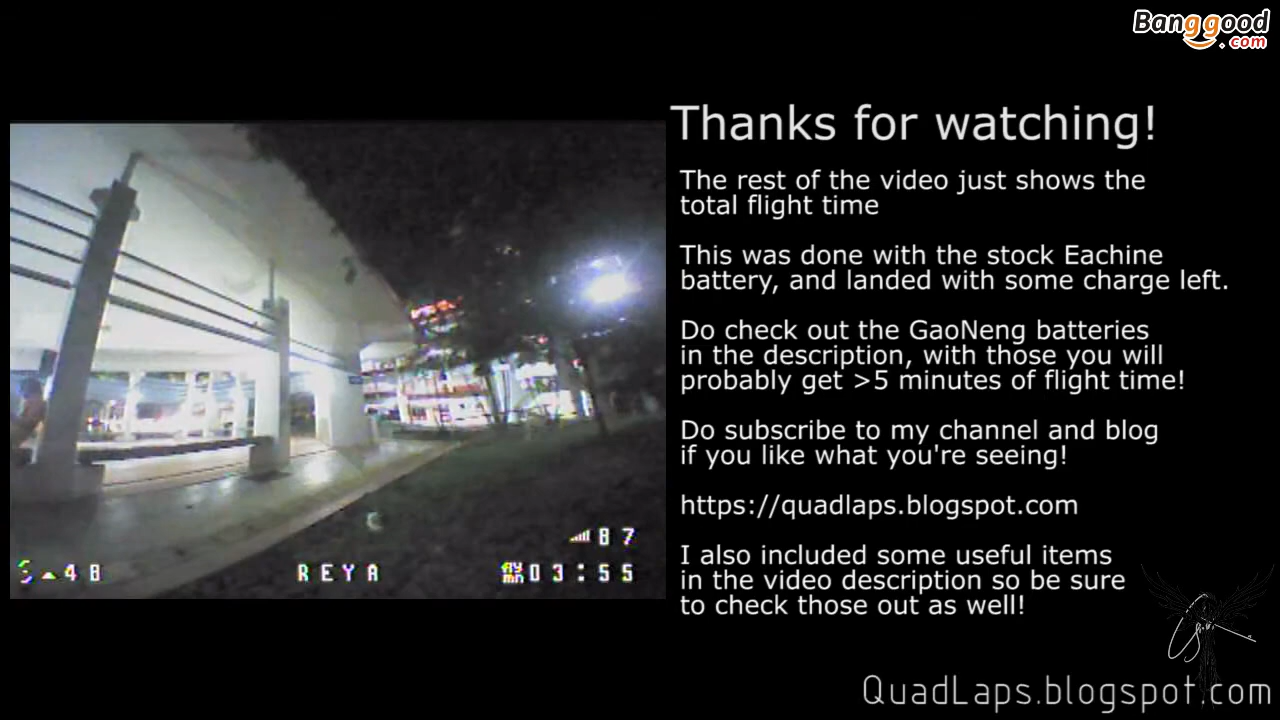 Banggood
.com
Thanks for watching!
The rest of the video just shows the
total flight time
This was done with the stock Eachine
battery, and landed with some charge left.
Do check out the GaoNeng batteries
in the description, with those you will
probably get >5 minutes of flight time!
Do subscribe to my channel and blog
if you like what you're seeing!
https://quadlaps.blogspot.com
I also included some useful items
in the video description so be sure
to check those out as well!
87
48 REYA fly mn 03:55
QuadLaps.blogspot.com